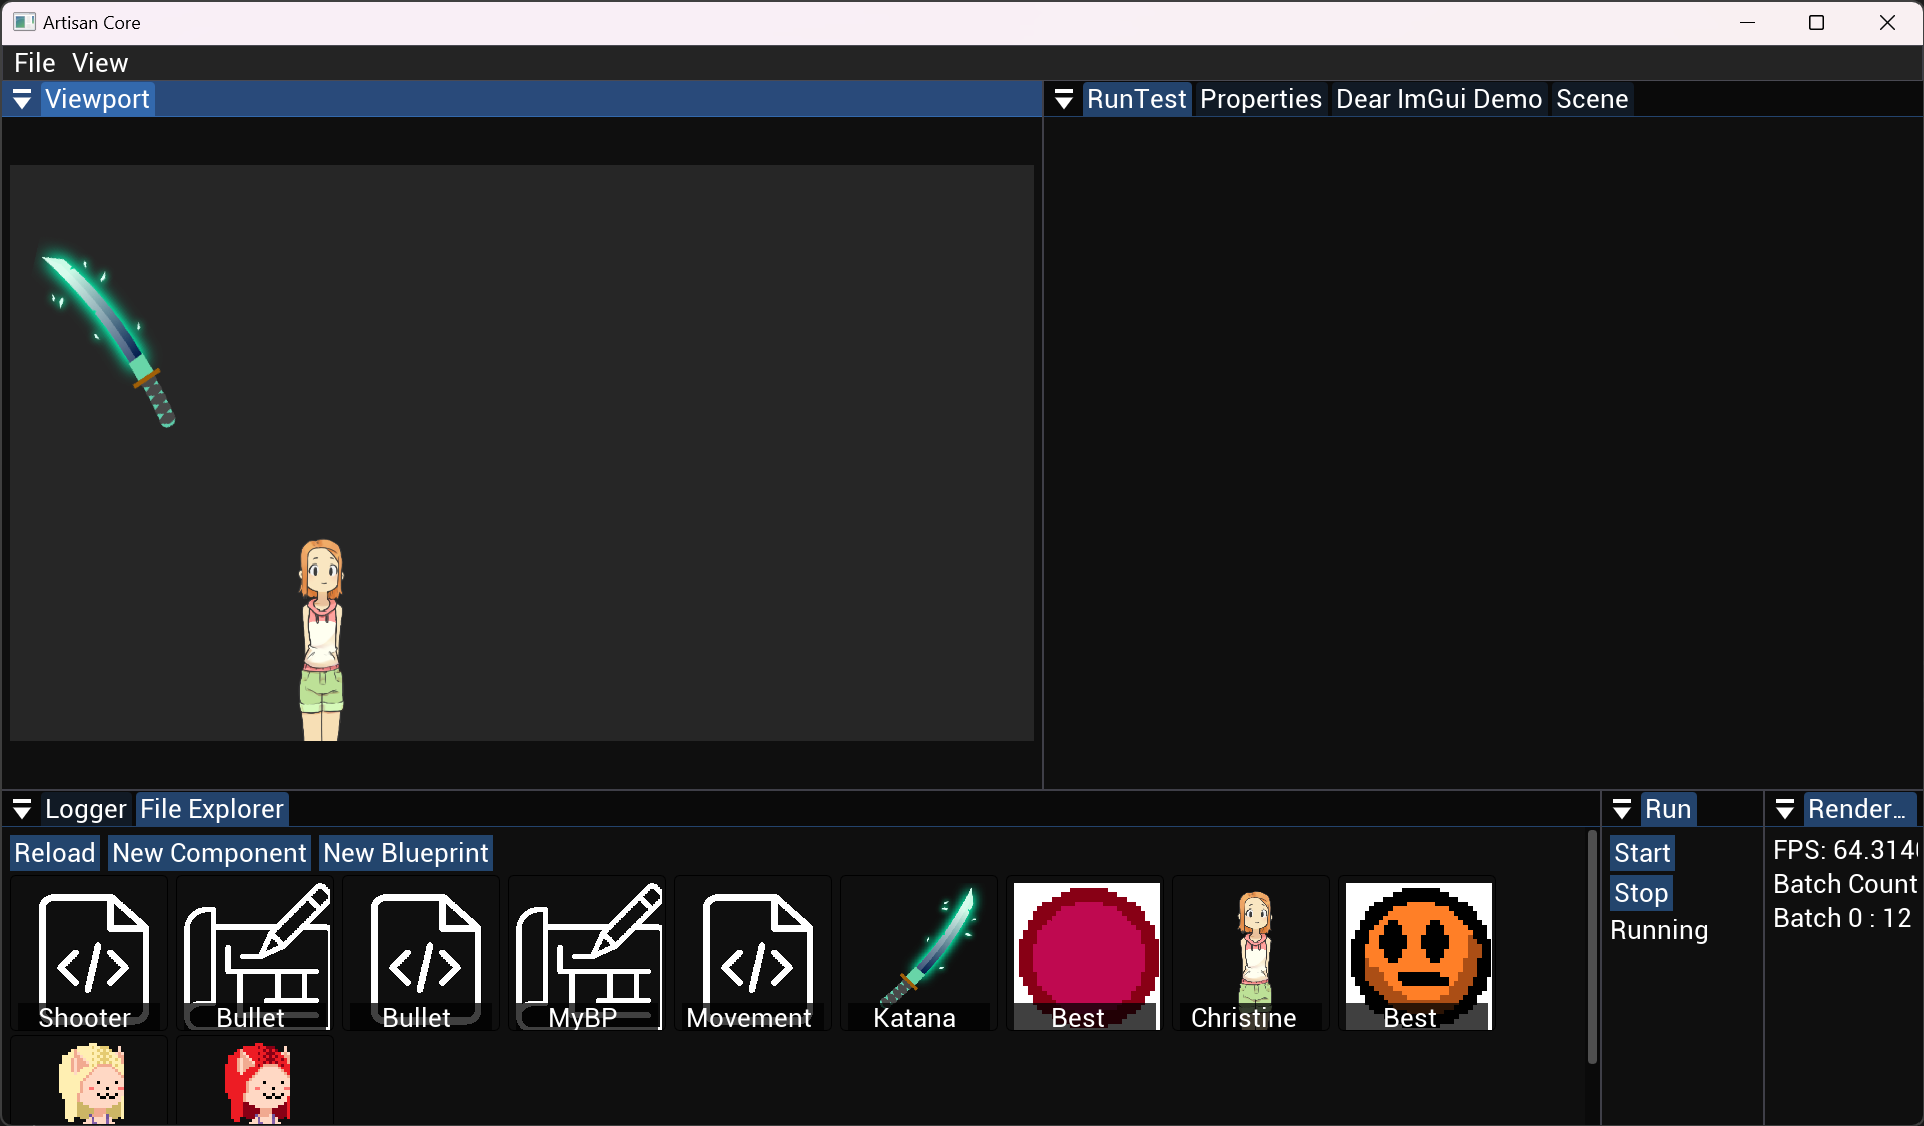 Artisan Core
File View
Viewport
RunTest Properties Dear ImGui Demo Scene
Logger File Explorer
Run
Render...
Reload New Component New Blueprint
Start
Stop
Running
FPS: 64.314
Batch Count
Batch 0 : 12
Shooter
Bullet
Bullet
MyBP
Movement
Katana
Best
Christine
Best